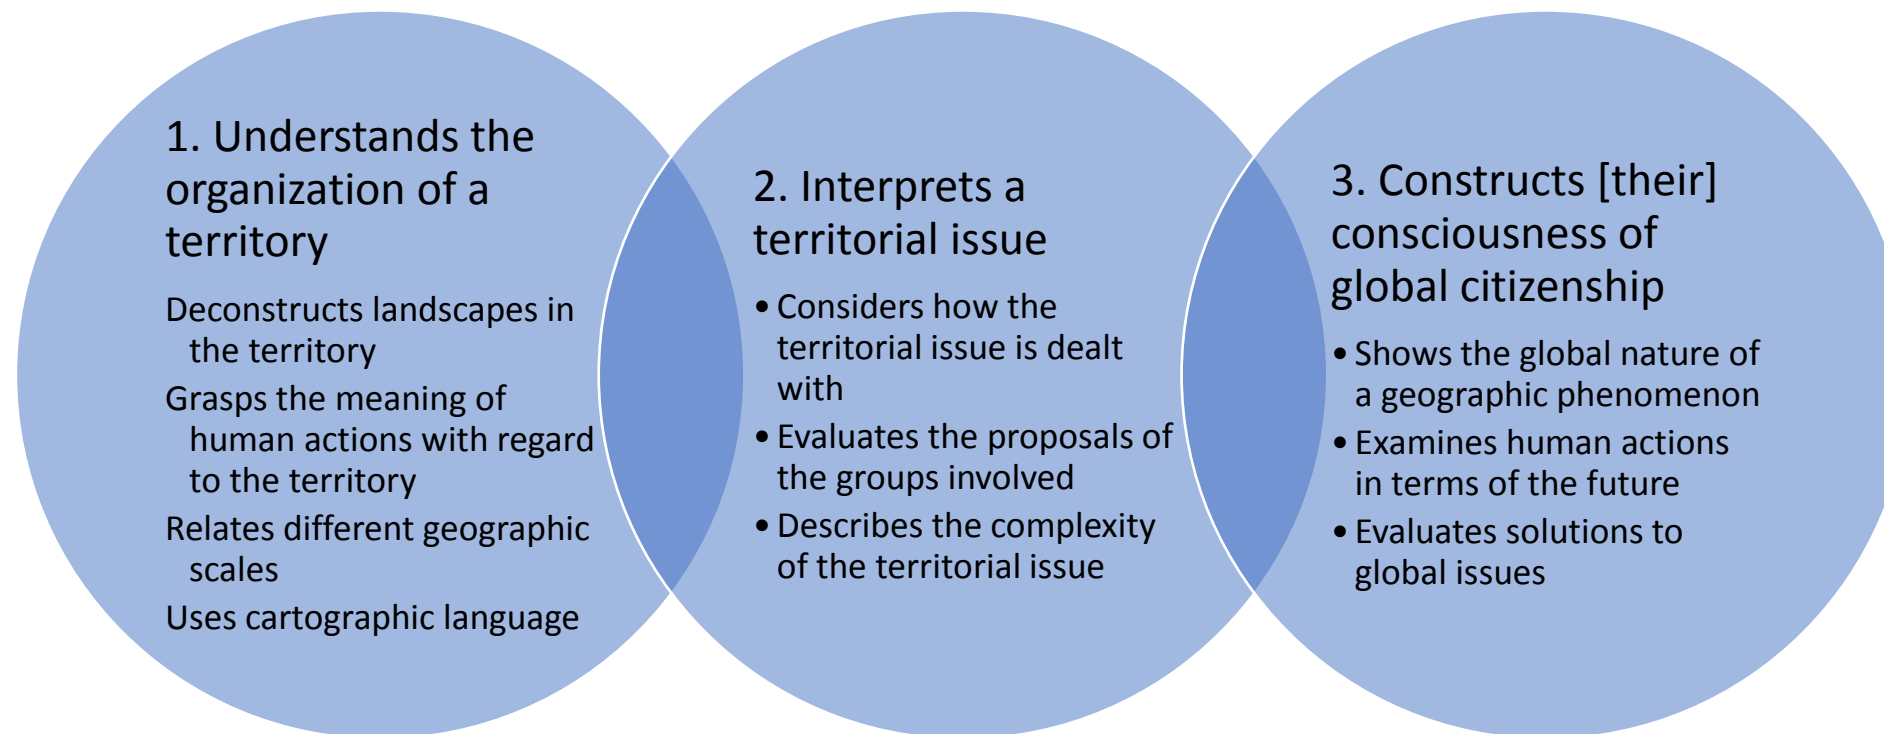 1. Understands the
organization of a
territory
Deconstructs landscapes in
the territory
Grasps the meaning of
human actions with regard
to the territory
Relates different geographic
scales
Uses cartographic language
2. Interprets a
territorial issue
• Considers how the
territorial issue is dealt
with
• Evaluates the proposals of
the groups involved
• Describes the complexity
of the territorial issue
3. Constructs [their]
consciousness of
global citizenship
• Shows the global nature of
a geographic phenomenon
• Examines human actions
in terms of the future
• Evaluates solutions to
global issues